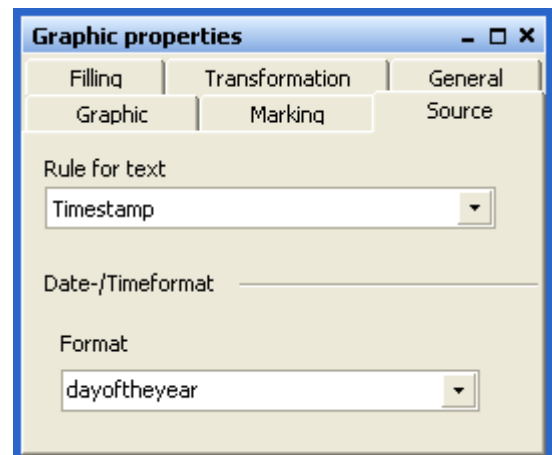 Graphic properties
Filling Transformation General
Graphic Marking Source
Rule for text
Timestamp
Date-/Timeformat
Format
dayoftheyear